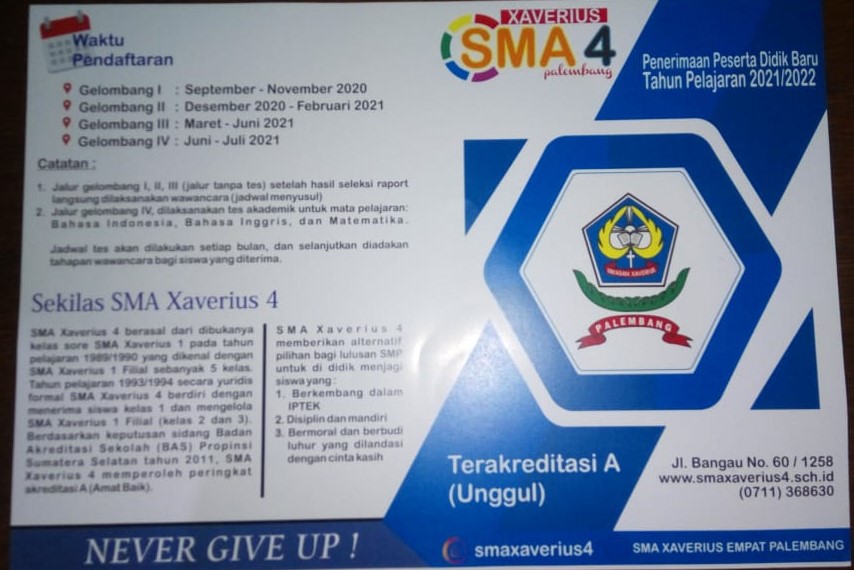 Waktu
Pendaftaran
Gelombang I : September - November 2020
Gelombang II : Desember 2020 - Februari 2021
Gelombang III : Maret - Juni 2021
Gelombang IV : Juni - Juli 2021
Catatan :
1. Jalur gelombang I, II, III (jalur tanpa tes) setelah hasil seleksi raport
langsung dilaksanakan wawancara (jadwal menyusul)
2. Jalur gelombang IV, dilaksanakan tes akademik untuk mata pelajaran:
Bahasa Indonesia, Bahasa Inggris, dan Matematika.
Jadwal tes akan dilakukan setiap bulan, dan selanjutkan diadakan
tahapan wawancara bagi siswa yang diterima.
Sekilas SMA Xaverius 4
SMA Xaverius 4 berasal dari dibukanya
kelas sore SMA Xaverius 1 pada tahun
pelajaran 1989/1990 yang dikenal dengan
SMA Xaverius 1 Filial sebanyak 5 kelas.
Tahun pelajaran 1993/1994 secara yuridis
formal SMA Xaverius 4 berdiri dengan
menerima siswa kelas 1 dan mengelola
SMA Xaverius 1 Filial (kelas 2 dan 3).
Berdasarkan keputusan sidang Badan
Akreditasi Sekolah (BAS) Propinsi
Sumatera Selatan tahun 2011, SMA
Xaverius 4 memperoleh peringkat
akreditasi A (Amat Baik).
SMA Xaverius 4
memberikan alternatif
pilihan bagi lulusan SMP
untuk di didik menjagi
siswa yang :
1. Berkembang dalam
IPTEK
2. Disiplin dan mandiri
3. Bermoral dan berbudi
luhur yang dilandasi
dengan cinta kasih
NEVER GIVE UP !
XAVERIUS
SMA 4
palembang
Penerimaan Peserta Didik Baru
Tahun Pelajaran 2021/2022
XAVERIUS
PALEMBANG
Terakreditasi A
(Unggul)
Jl. Bangau No. 60 / 1258
www.smaxaverius4.sch.id
(0711) 368630
smaxaverius4
SMA XAVERIUS EMPAT PALEMBANG